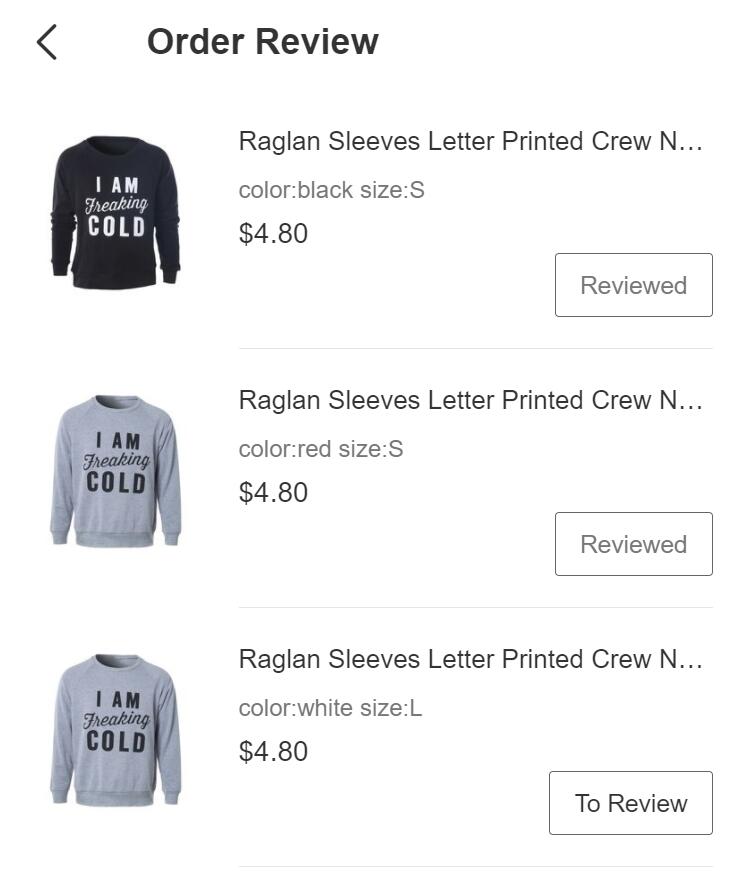 Order Review
I AM
Freaking
COLD
Raglan Sleeves Letter Printed Crew N...
color:black size:S
$4.80
Reviewed
I AM
Freaking
COLD
Raglan Sleeves Letter Printed Crew N...
color:red size:S
$4.80
Reviewed
I AM
Freaking
COLD
Raglan Sleeves Letter Printed Crew N...
color:white size:L
$4.80
To Review